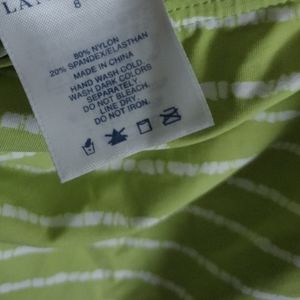 8
80% NYLON
20% SPANDEX/ELASTHAN
MADE IN CHINA
HAND WASH COLD.
WASH DARK COLORS
SEPARATELY.
DO NOT BLEACH.
LINE DRY.
DO NOT IRON.